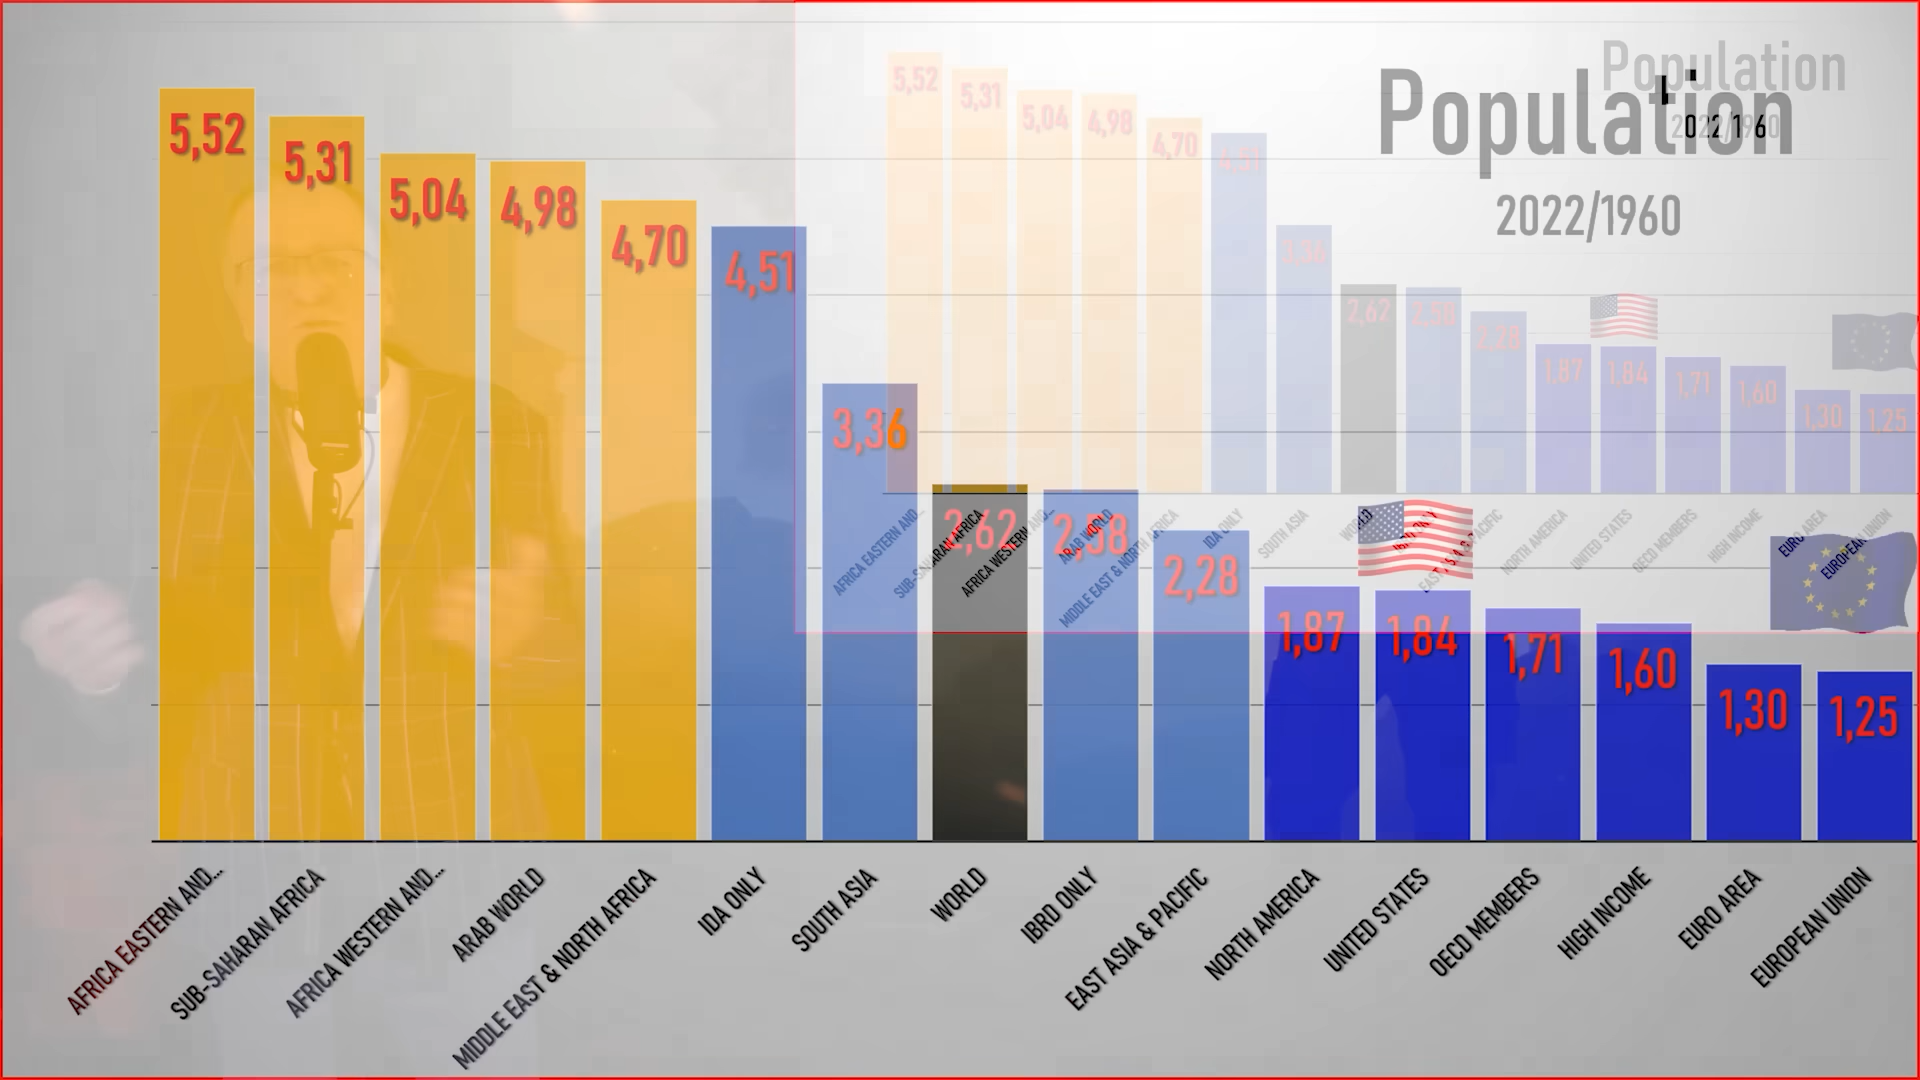 Population
2022/1960
5,52
5,31
5,04
4,98
4,70
4,51
3,36
2,62
2,58
2,28
1,87
1,84
1,71
1,60
1,30
1,25
AFRICA EASTERN AND...
SUB-SAHARAN AFRICA
AFRICA WESTERN AND...
ARAB WORLD
MIDDLE EAST & NORTH AFRICA
IDA ONLY
SOUTH ASIA
WORLD
IBRD ONLY
EAST ASIA & PACIFIC
NORTH AMERICA
UNITED STATES
OECD MEMBERS
HIGH INCOME
EURO AREA
EUROPEAN UNION
Population
2022/1960
5,52
5,31
5,04
4,98
4,70
4,51
3,36
2,62
2,28
1,87
1,84
1,71
1,60
1,30
1,25
AFRICA EASTERN AND...
SUB-SAHARAN AFRICA
AFRICA WESTERN AND...
ARAB WORLD
MIDDLE EAST & NORTH AFRICA
IDA ONLY
SOUTH ASIA
WORLD
NORTH AMERICA
UNITED STATES
OECD MEMBERS
HIGH INCOME
EURO AREA
EUROPEAN UNION